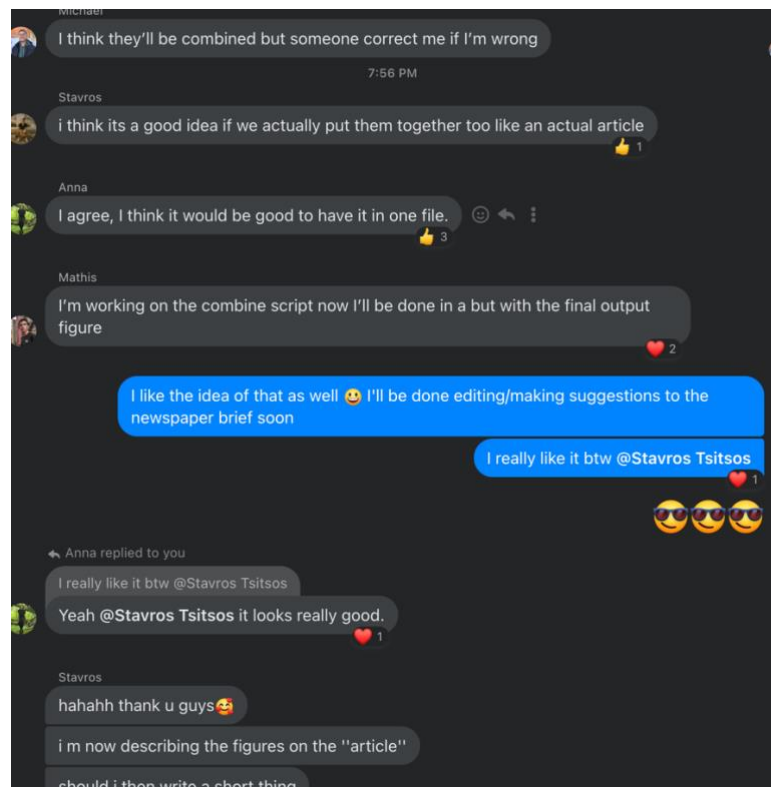 Michael
I think they’ll be combined but someone correct me if I’m wrong
7:56 PM
Stavros
i think its a good idea if we actually put them together too like an actual article
1
Anna
I agree, I think it would be good to have it in one file.
3
Mathis
I’m working on the combine script now I’ll be done in a but with the final output
figure
2
I like the idea of that as well 😀 I'll be done editing/making suggestions to the
newspaper brief soon
I really like it btw @Stavros Tsitsos
1
😎😎😎
Anna replied to you
I really like it btw @Stavros Tsitsos
Yeah @Stavros Tsitsos it looks really good.
1
Stavros
hahahh thank u guys🥰
i m now describing the figures on the ''article''
should i then write a short thing